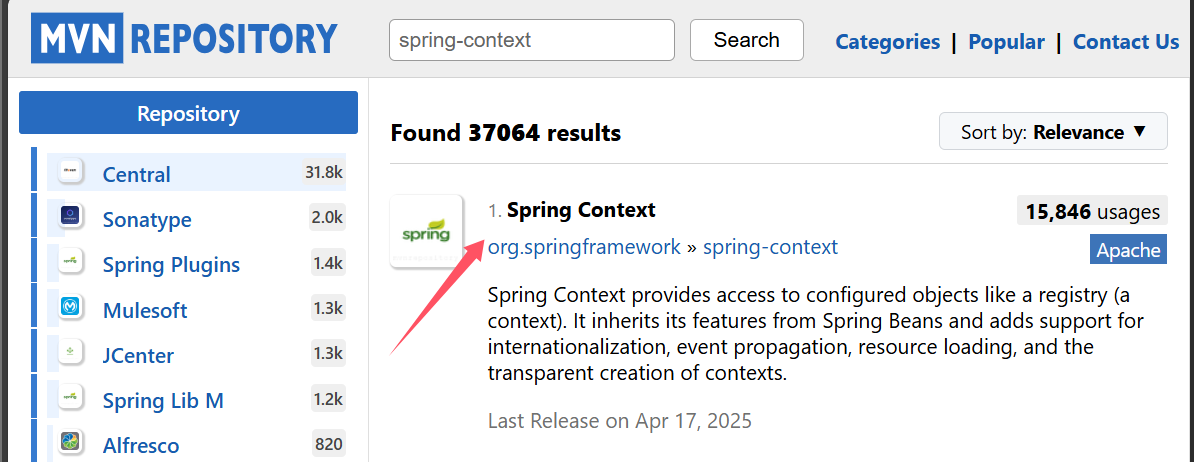 MVN REPOSITORY
spring-context
Search
Categories | Popular | Contact Us
Repository
Central 31.8k
Sonatype 2.0k
Spring Plugins 1.4k
Mulesoft 1.3k
JCenter 1.3k
Spring Lib M 1.2k
Alfresco 820
Found 37064 results
Sort by: Relevance ▼
spring
1. Spring Context
15,846 usages
org.springframework » spring-context
Apache
Spring Context provides access to configured objects like a registry (a
context). It inherits its features from Spring Beans and adds support for
internationalization, event propagation, resource loading, and the
transparent creation of contexts.
Last Release on Apr 17, 2025